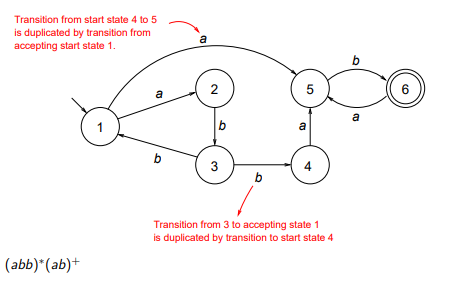 Transition from start state 4 to 5
is duplicated by transition from
accepting start state 1.
a
b
a
2
5
6
1
b
a
a
b
3
4
b
Transition from 3 to accepting state 1
is duplicated by transition to start state 4
(abb)*(ab)+